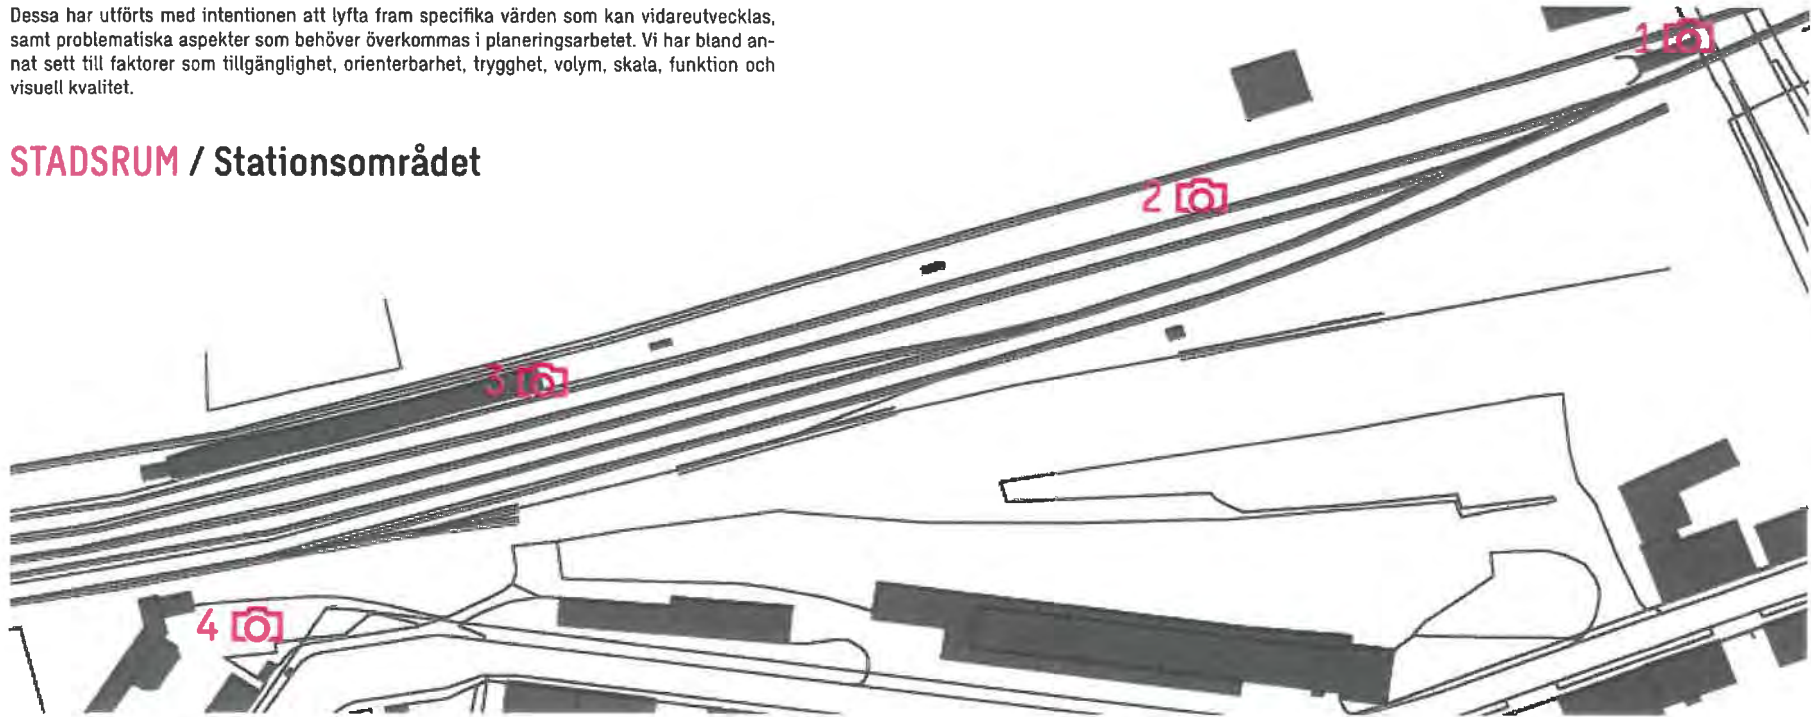 Dessa har utförts med intentionen att lyfta fram specifika värden som kan vidareutvecklas,
samt problematiska aspekter som behöver överkommas i planeringsarbetet. Vi har bland an-
nat sett till faktorer som tillgänglighet, orienterbarhet, trygghet, volym, skala, funktion och
visuell kvalitet.
STADSRUM / Stationsområdet
1
2
3
4